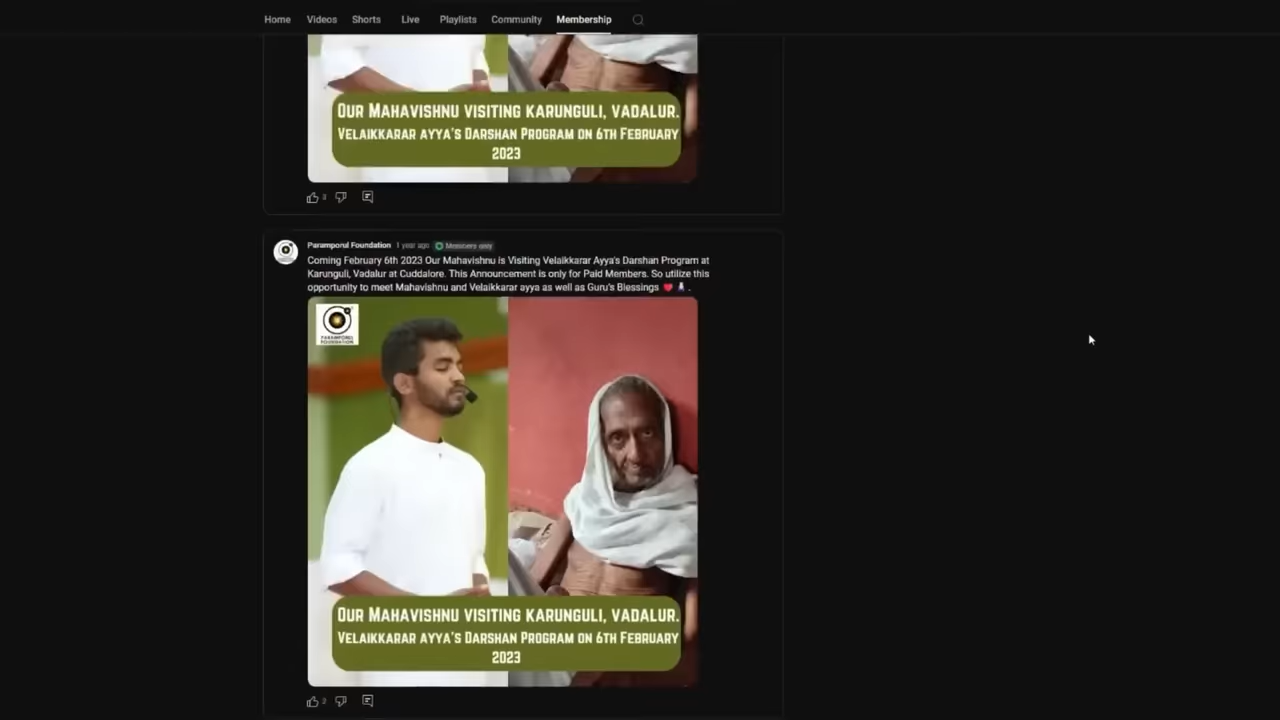 Home Videos Shorts Live Playlists Community Membership
OUR MAHAVISHNU VISITING KARUNGULI, VADALUR.
VELAIKKARAR AYYA'S DARSHAN PROGRAM ON 6TH FEBRUARY
2023
3
Paramporul Foundation 1 year ago Members only
Coming February 6th 2023 Our Mahavishnu is Visiting Velaikkarar Ayya's Darshan Program at
Karunguli, Vadalur at Cuddalore. This Announcement is only for Paid Members. So utilize this
opportunity to meet Mahavishnu and Velaikkarar ayya as well as Guru's Blessings ❤️ .
PARAMPORUL
FOUNDATION
OUR MAHAVISHNU VISITING KARUNGULI, VADALUR.
VELAIKKARAR AYYA'S DARSHAN PROGRAM ON 6TH FEBRUARY
2023
2